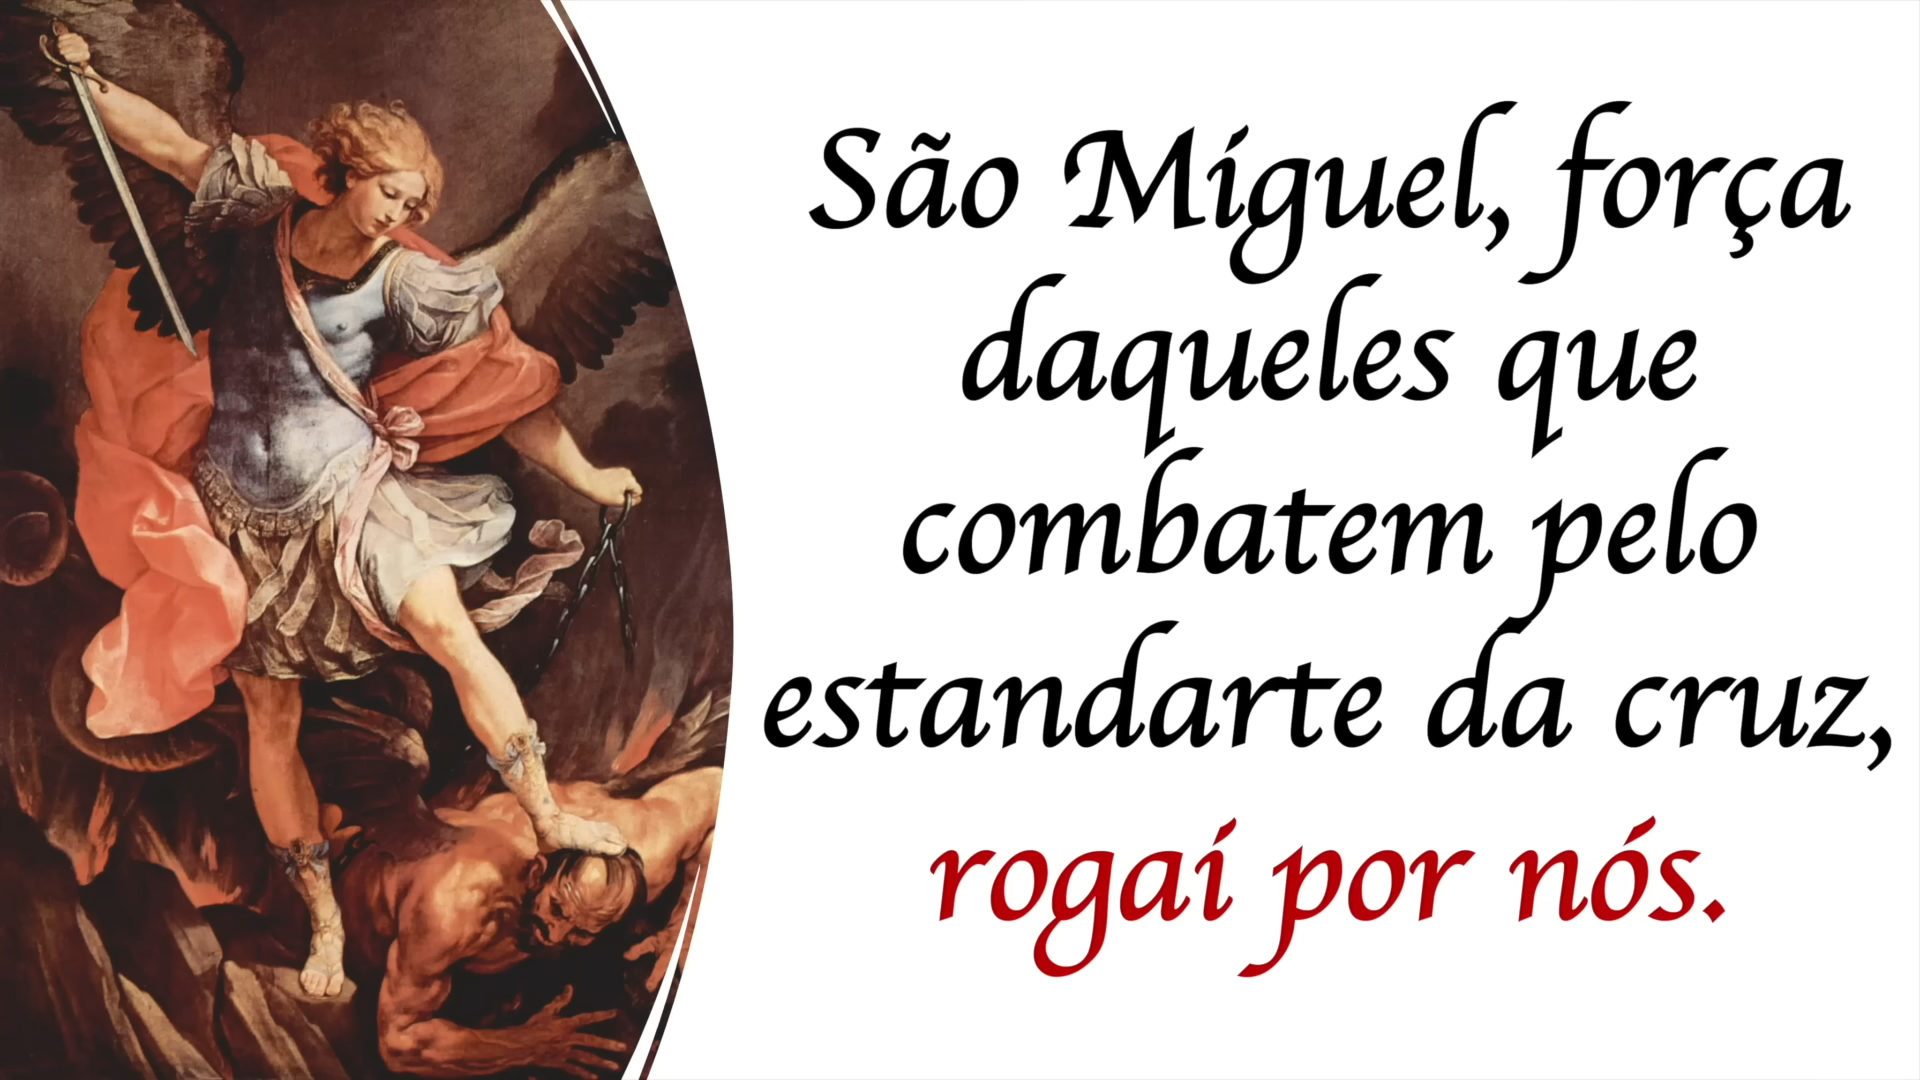 São Miguel, força
daqueles que
combatem pelo
estandarte da cruz,
rogai por nós.